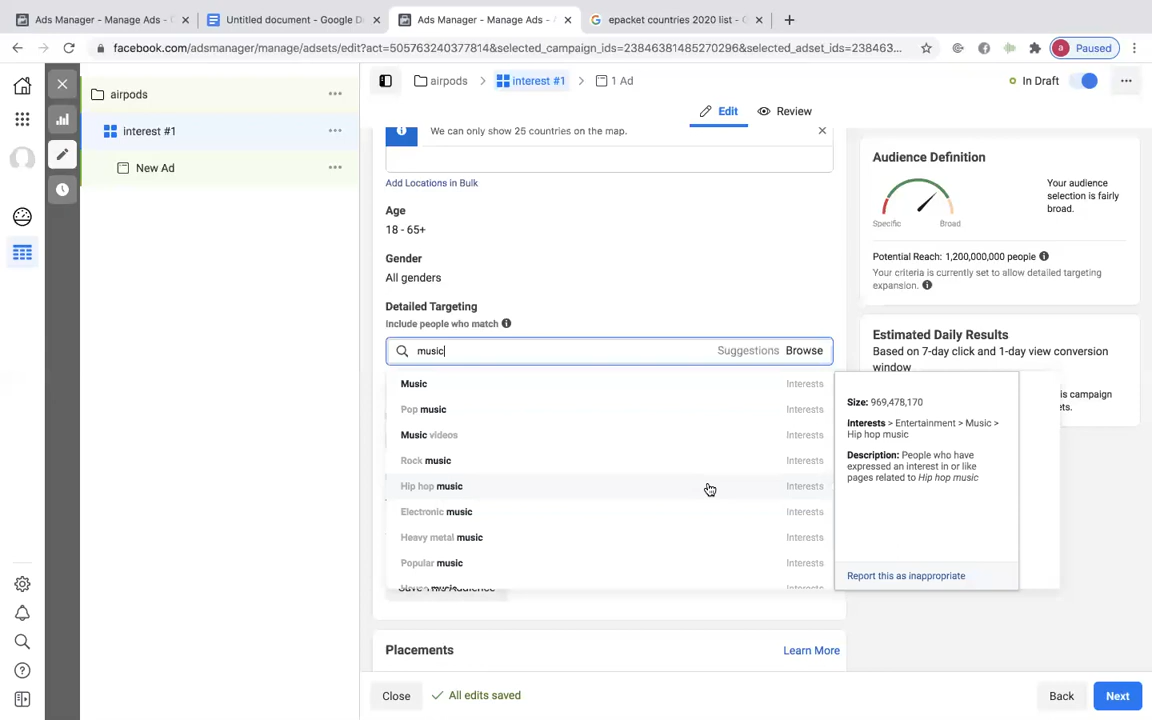 Ads Manager - Manage Ads -
Untitled document - Google D
Ads Manager - Manage Ads -
epacket countries 2020 list -
facebook.com/adsmanager/manage/adsets/edit?act=505763240377814&selected_campaign_ids=23846381485270296&selected_adset_ids=238463...
a Paused
airpods
interest #1
New Ad
airpods > interest #1 > 1 Ad
In Draft
Edit
Review
We can only show 25 countries on the map.
Add Locations in Bulk
Age
18 - 65+
Gender
All genders
Detailed Targeting
Include people who match
music
Suggestions Browse
Music Interests
Pop music Interests
Music videos Interests
Rock music Interests
Hip hop music Interests
Electronic music Interests
Heavy metal music Interests
Popular music Interests
Placements
Learn More
Close
All edits saved
Back
Next
Audience Definition
Specific
Broad
Your audience
selection is fairly
broad.
Potential Reach: 1,200,000,000 people
Your criteria is currently set to allow detailed targeting
expansion.
Estimated Daily Results
Based on 7-day click and 1-day view conversion
window
is campaign
Size: 969,478,170
Interests > Entertainment > Music >
Hip hop music
Description: People who have
expressed an interest in or like
pages related to Hip hop music
Report this as inappropriate